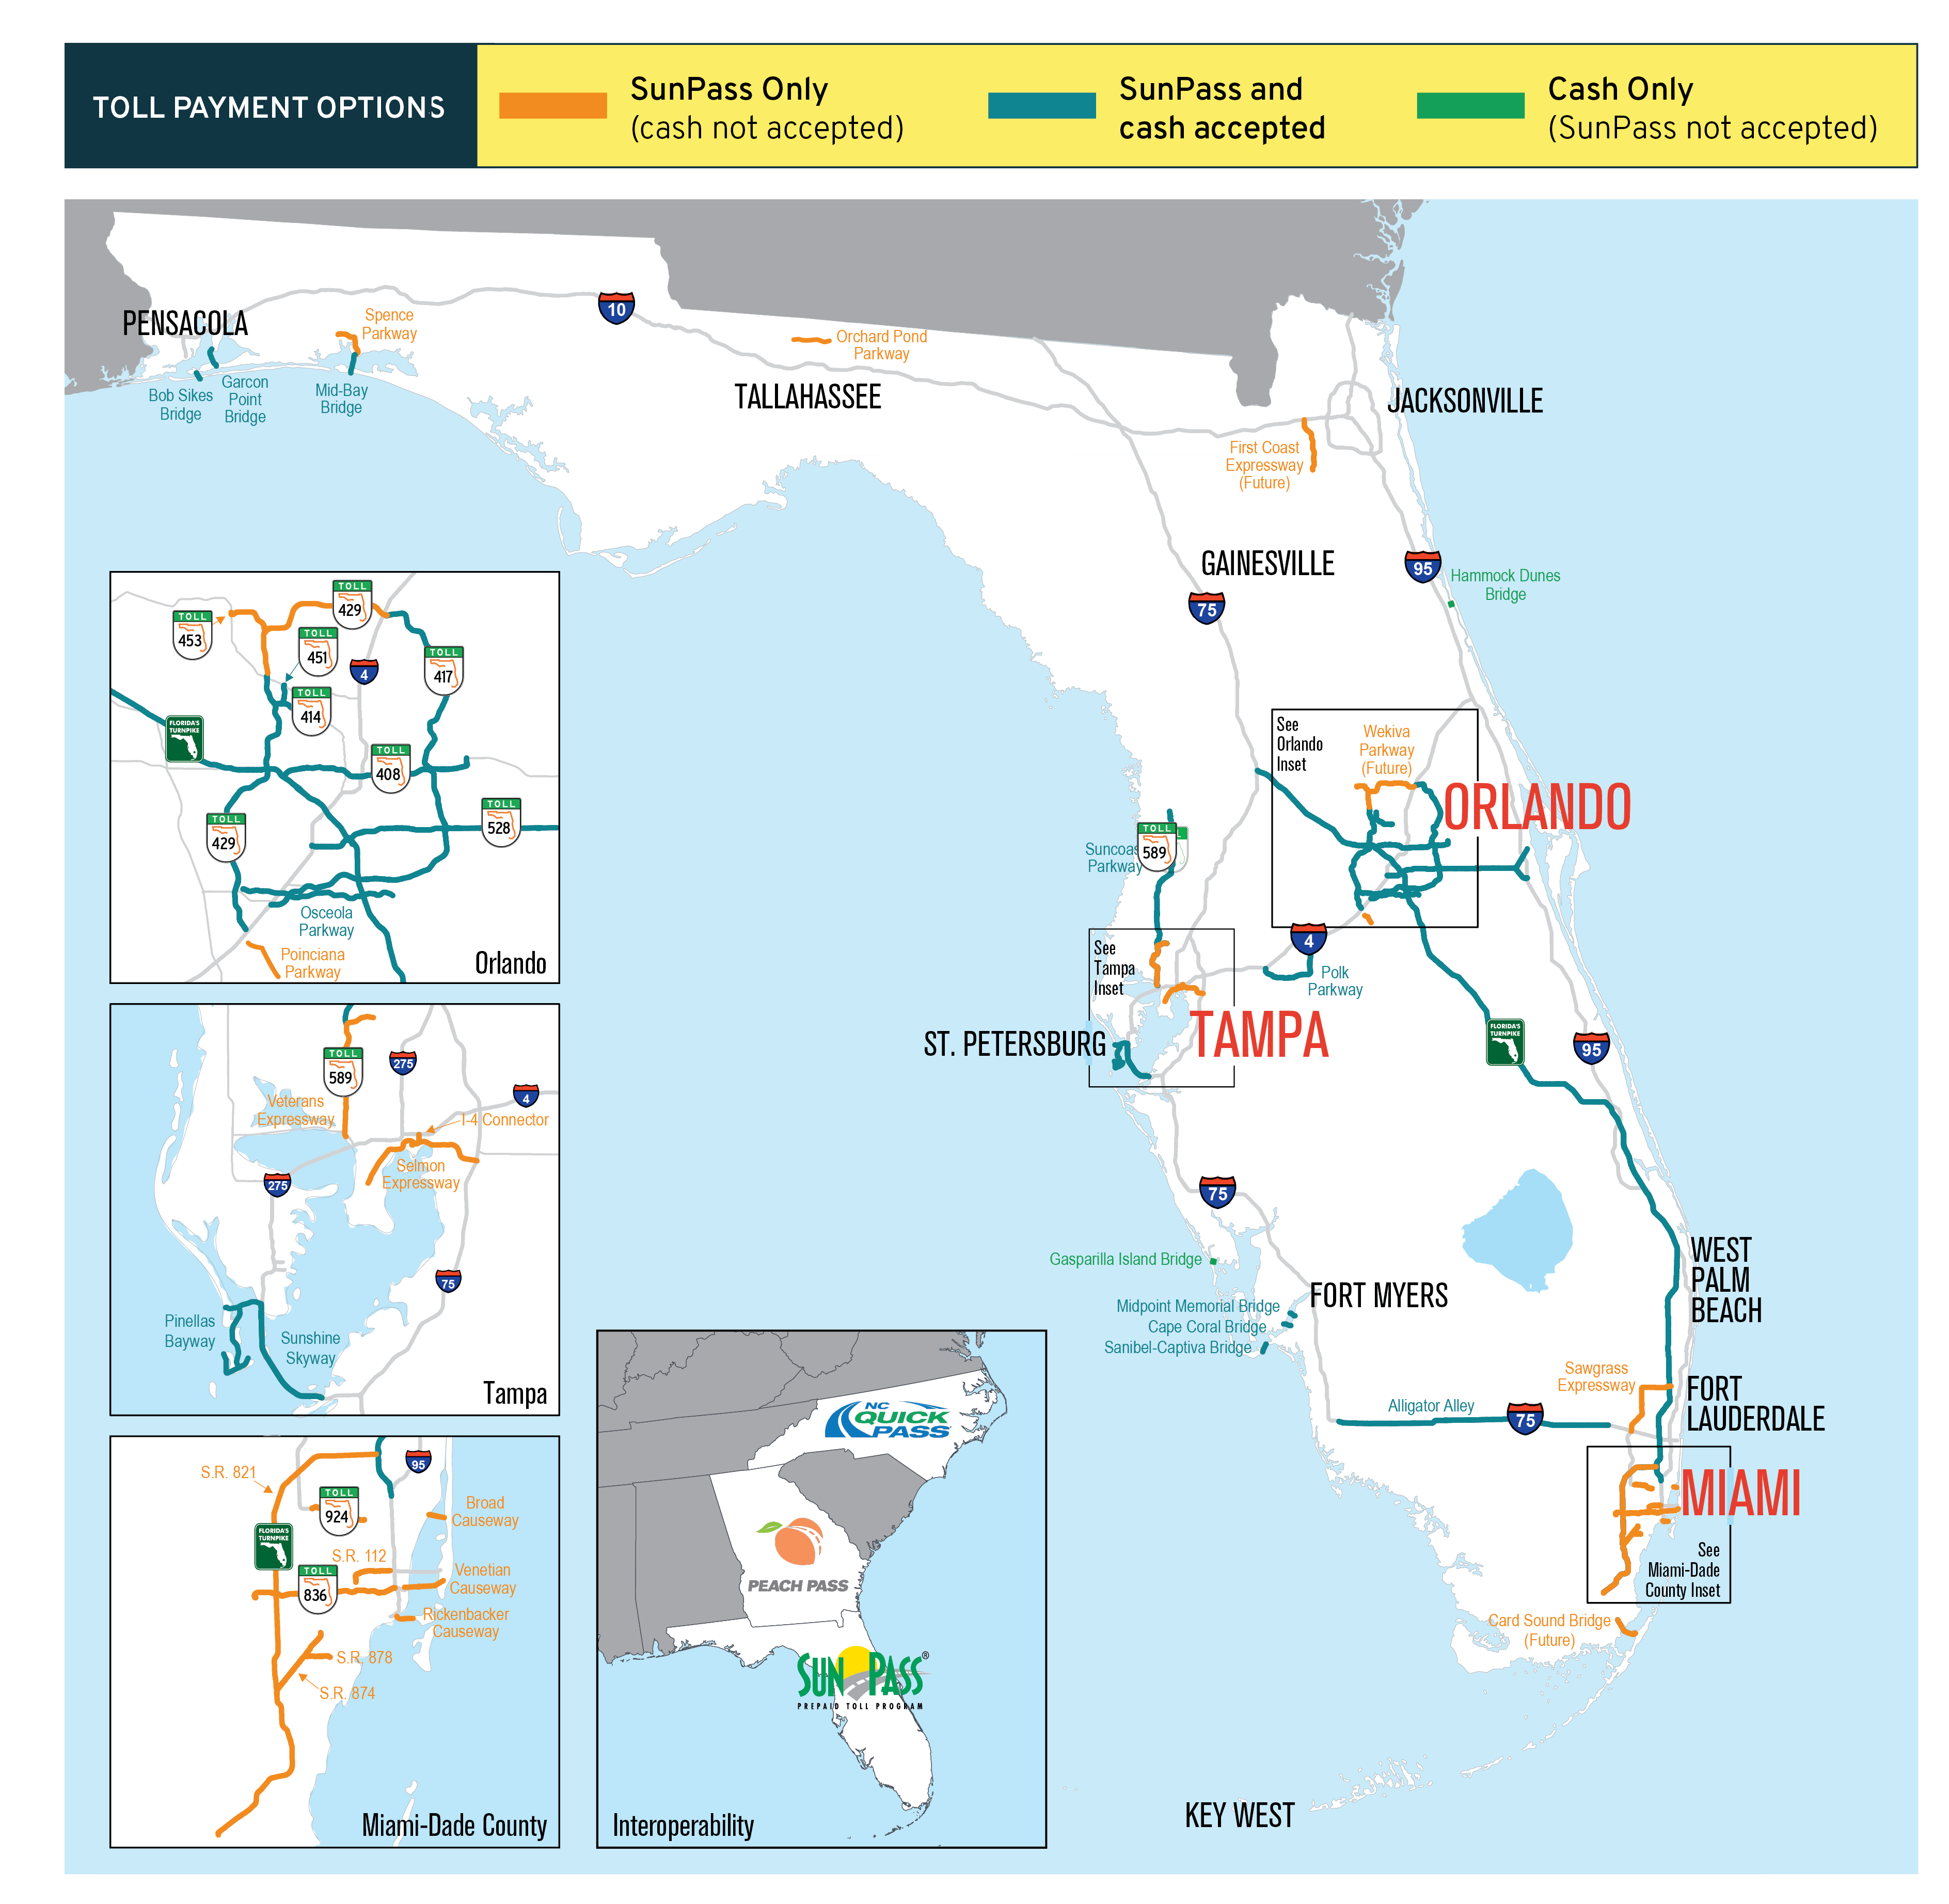 TOLL PAYMENT OPTIONS
SunPass Only
(cash not accepted)
SunPass and
cash accepted
Cash Only
(SunPass not accepted)
PENSACOLA
Bob Sikes
Bridge
Garcon
Point
Bridge
Spence
Parkway
Mid-Bay
Bridge
10
Orchard Pond
Parkway
TALLAHASSEE
JACKSONVILLE
First Coast
Expressway
(Future)
GAINESVILLE
75
95
Hammock Dunes
Bridge
See
Orlando
Inset
Wekiva
Parkway
(Future)
ORLANDO
TOLL
589
Suncoas
Parkway
See
Tampa
Inset
4
Polk
Parkway
TAMPA
ST. PETERSBURG
FLORIDA'S
TURNPIKE
95
75
Gasparilla Island Bridge
FORT MYERS
Midpoint Memorial Bridge
Cape Coral Bridge
Sanibel-Captiva Bridge
WEST
PALM
BEACH
Sawgrass
Expressway
FORT
LAUDERDALE
Alligator Alley
75
MIAMI
See
Miami-Dade
County Inset
Card Sound Bridge
(Future)
KEY WEST
TOLL
429
TOLL
453
TOLL
451
4
TOLL
417
TOLL
414
FLORIDA'S
TURNPIKE
TOLL
408
TOLL
528
TOLL
429
Osceola
Parkway
Poinciana
Parkway
Orlando
TOLL
589
275
4
Veterans
Expressway
I-4 Connector
Selmon
Expressway
275
75
Pinellas
Bayway
Sunshine
Skyway
Tampa
S.R. 821
95
TOLL
924
Broad
Causeway
FLORIDA'S
TURNPIKE
S.R. 112
TOLL
836
Venetian
Causeway
Rickenbacker
Causeway
S.R. 878
S.R. 874
Miami-Dade County
NC
QUICK
PASS
PEACH PASS
SUNPASS®
PREPAID TOLL PROGRAM
Interoperability